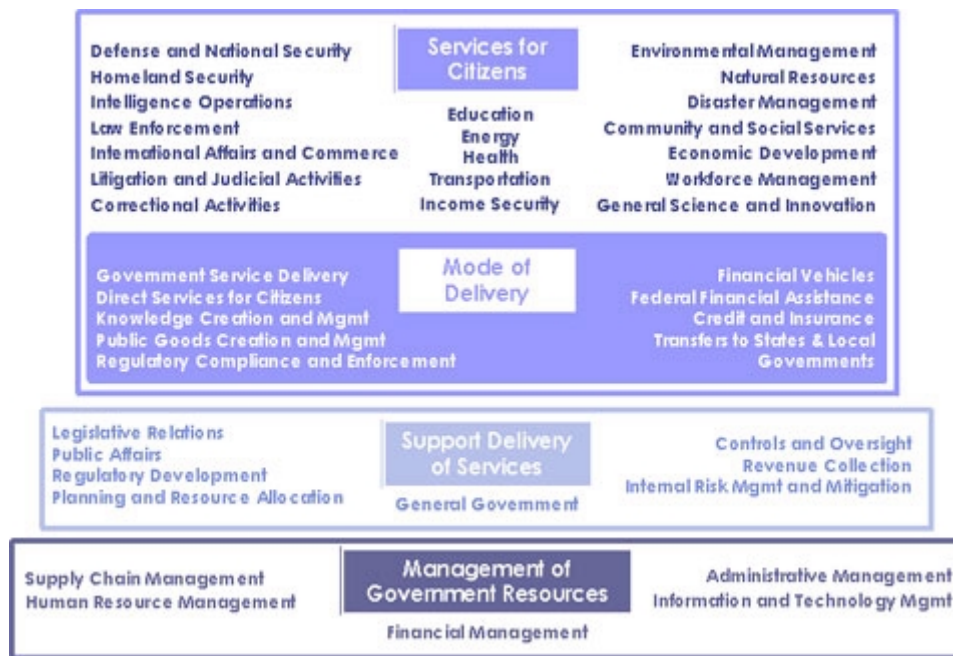 Services for
Citizens
Defense and National Security
Homeland Security
Intelligence Operations
Law Enforcement
International Affairs and Commerce
Litigation and Judicial Activities
Correctional Activities
Education
Energy
Health
Transportation
Income Security
Environmental Management
Natural Resources
Disaster Management
Community and Social Services
Economic Development
Workforce Management
General Science and Innovation
Mode of
Delivery
Government Service Delivery
Direct Services for Citizens
Knowledge Creation and Mgmt
Public Goods Creation and Mgmt
Regulatory Compliance and Enforcement
Financial Vehicles
Federal Financial Assistance
Credit and Insurance
Transfers to States & Local
Governments
Support Delivery
of Services
Legislative Relations
Public Affairs
Regulatory Development
Planning and Resource Allocation
General Government
Controls and Oversight
Revenue Collection
Internal Risk Mgmt and Mitigation
Management of
Government Resources
Supply Chain Management
Human Resource Management
Financial Management
Administrative Management
Information and Technology Mgmt